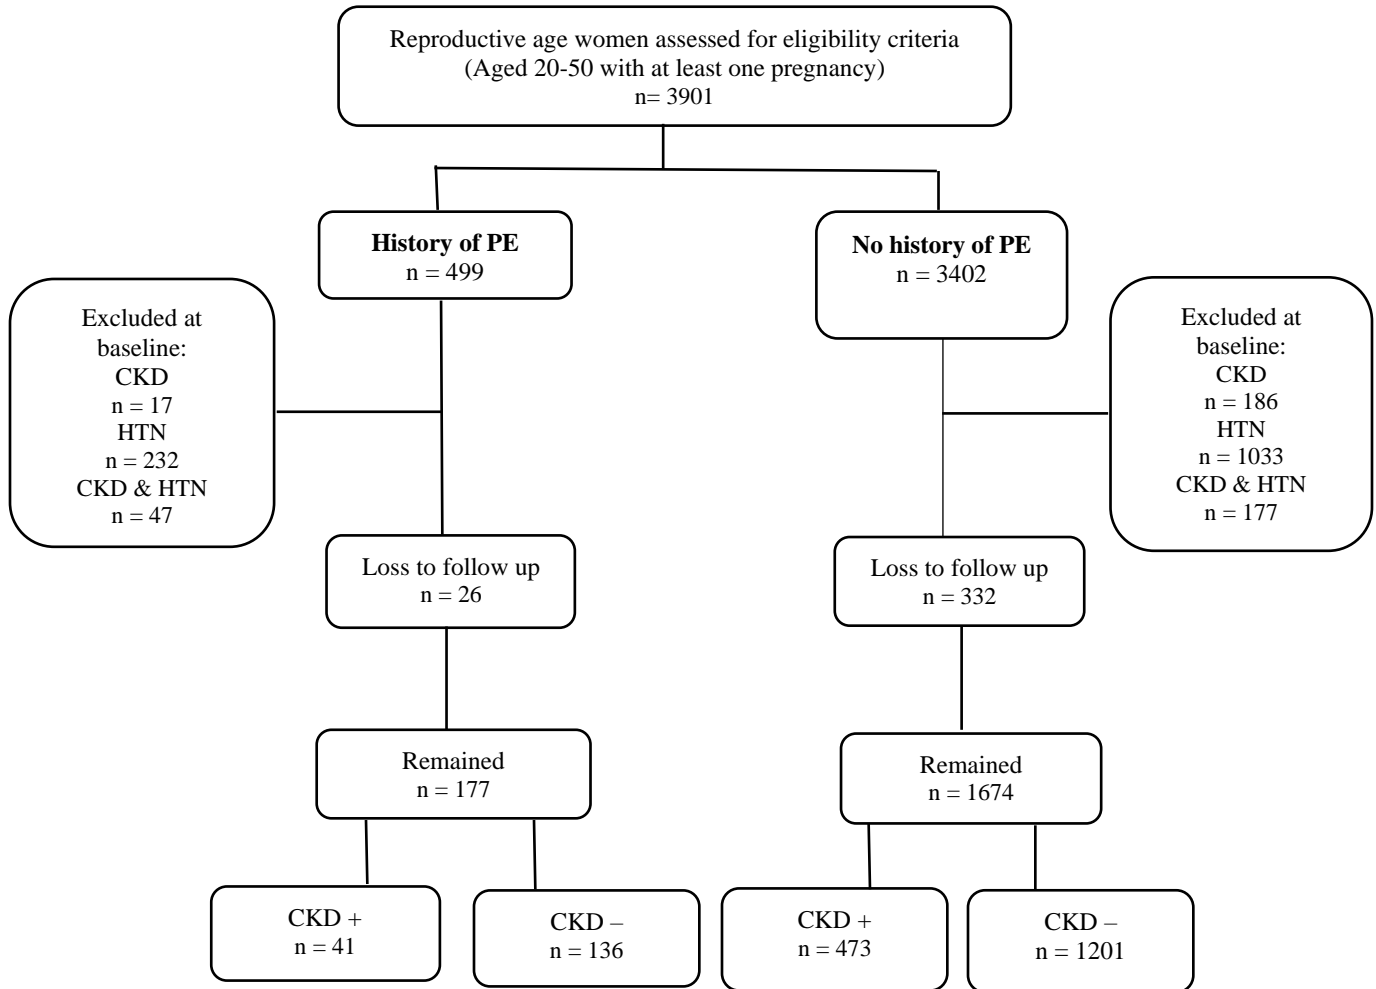 Reproductive age women assessed for eligibility criteria
(Aged 20-50 with at least one pregnancy)
n= 3901
History of PE
n = 499
No history of PE
n = 3402
Excluded at
baseline:
CKD
n = 17
HTN
n = 232
CKD & HTN
n = 47
Excluded at
baseline:
CKD
n = 186
HTN
n = 1033
CKD & HTN
n = 177
Loss to follow up
n = 26
Loss to follow up
n = 332
Remained
n = 177
Remained
n = 1674
CKD +
n = 41
CKD –
n = 136
CKD +
n = 473
CKD –
n = 1201